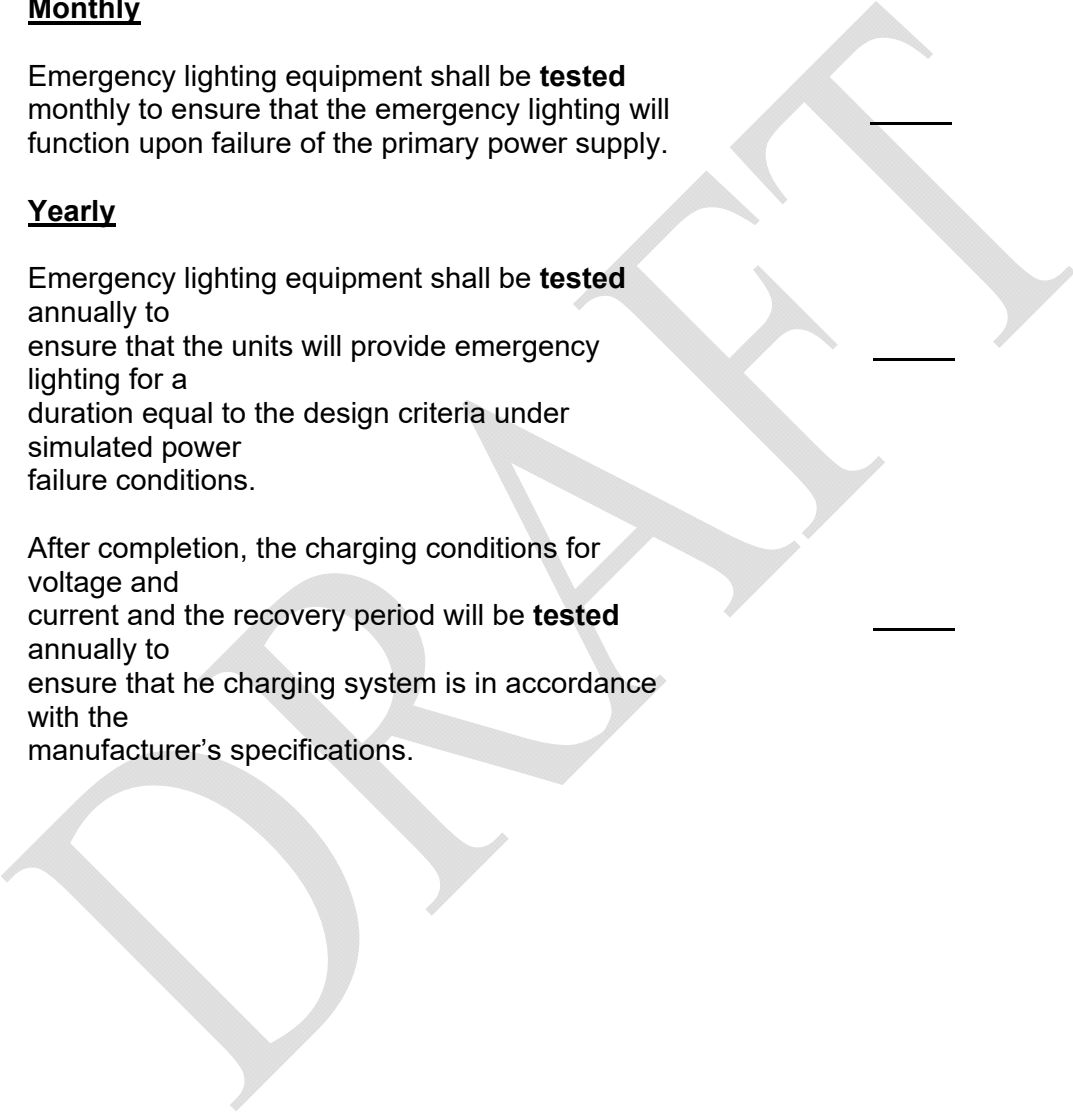 Monthly
Emergency lighting equipment shall be tested
monthly to ensure that the emergency lighting will
function upon failure of the primary power supply.
Yearly
Emergency lighting equipment shall be tested
annually to
ensure that the units will provide emergency
lighting for a
duration equal to the design criteria under
simulated power
failure conditions.
After completion, the charging conditions for
voltage and
current and the recovery period will be tested
annually to
ensure that he charging system is in accordance
with the
manufacturer’s specifications.
DRAFT